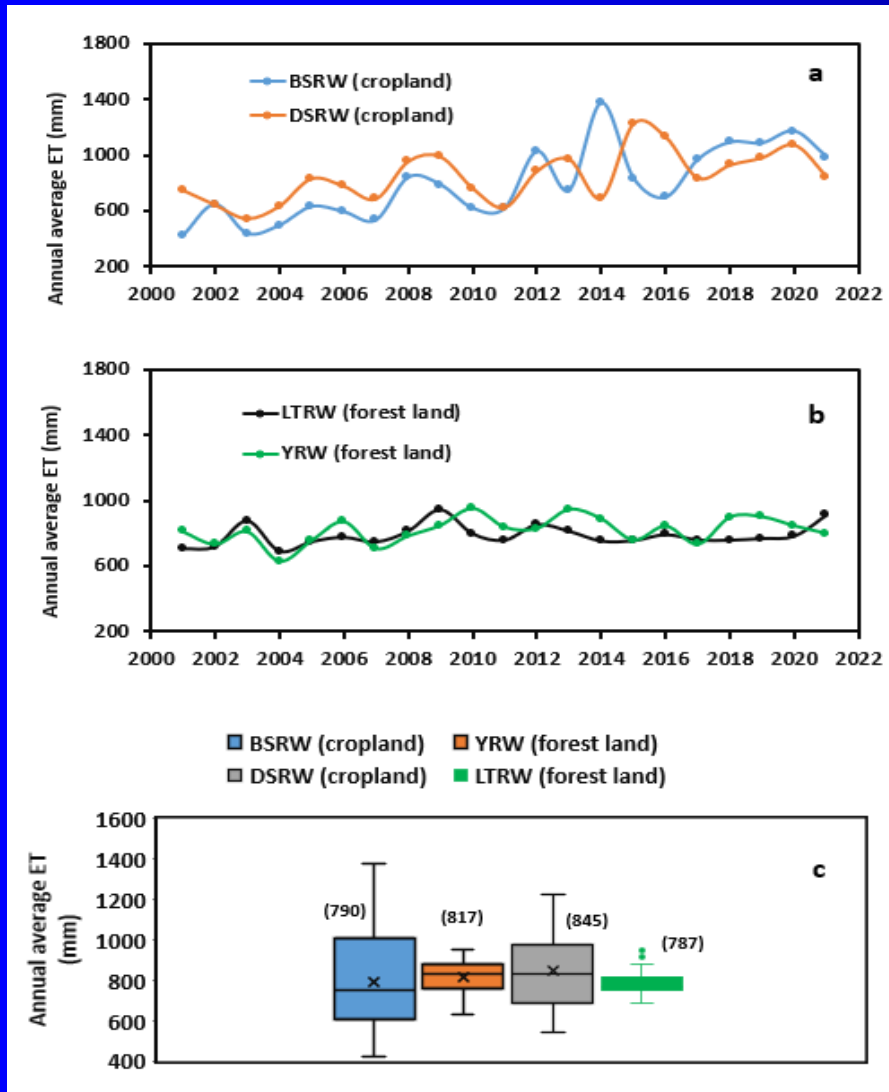 1800
1400
1000
600
200
Annual average ET (mm)
BSRW (cropland)
DSRW (cropland)
a
2000 2002 2004 2006 2008 2010 2012 2014 2016 2018 2020 2022
1800
1400
1000
600
200
Annual average ET (mm)
LTRW (forest land)
YRW (forest land)
b
2000 2002 2004 2006 2008 2010 2012 2014 2016 2018 2020 2022
BSRW (cropland) YRW (forest land)
DSRW (cropland) LTRW (forest land)
1600
1400
1200
1000
800
600
400
Annual average ET
(mm)
c
(790) (817) (845) (787)